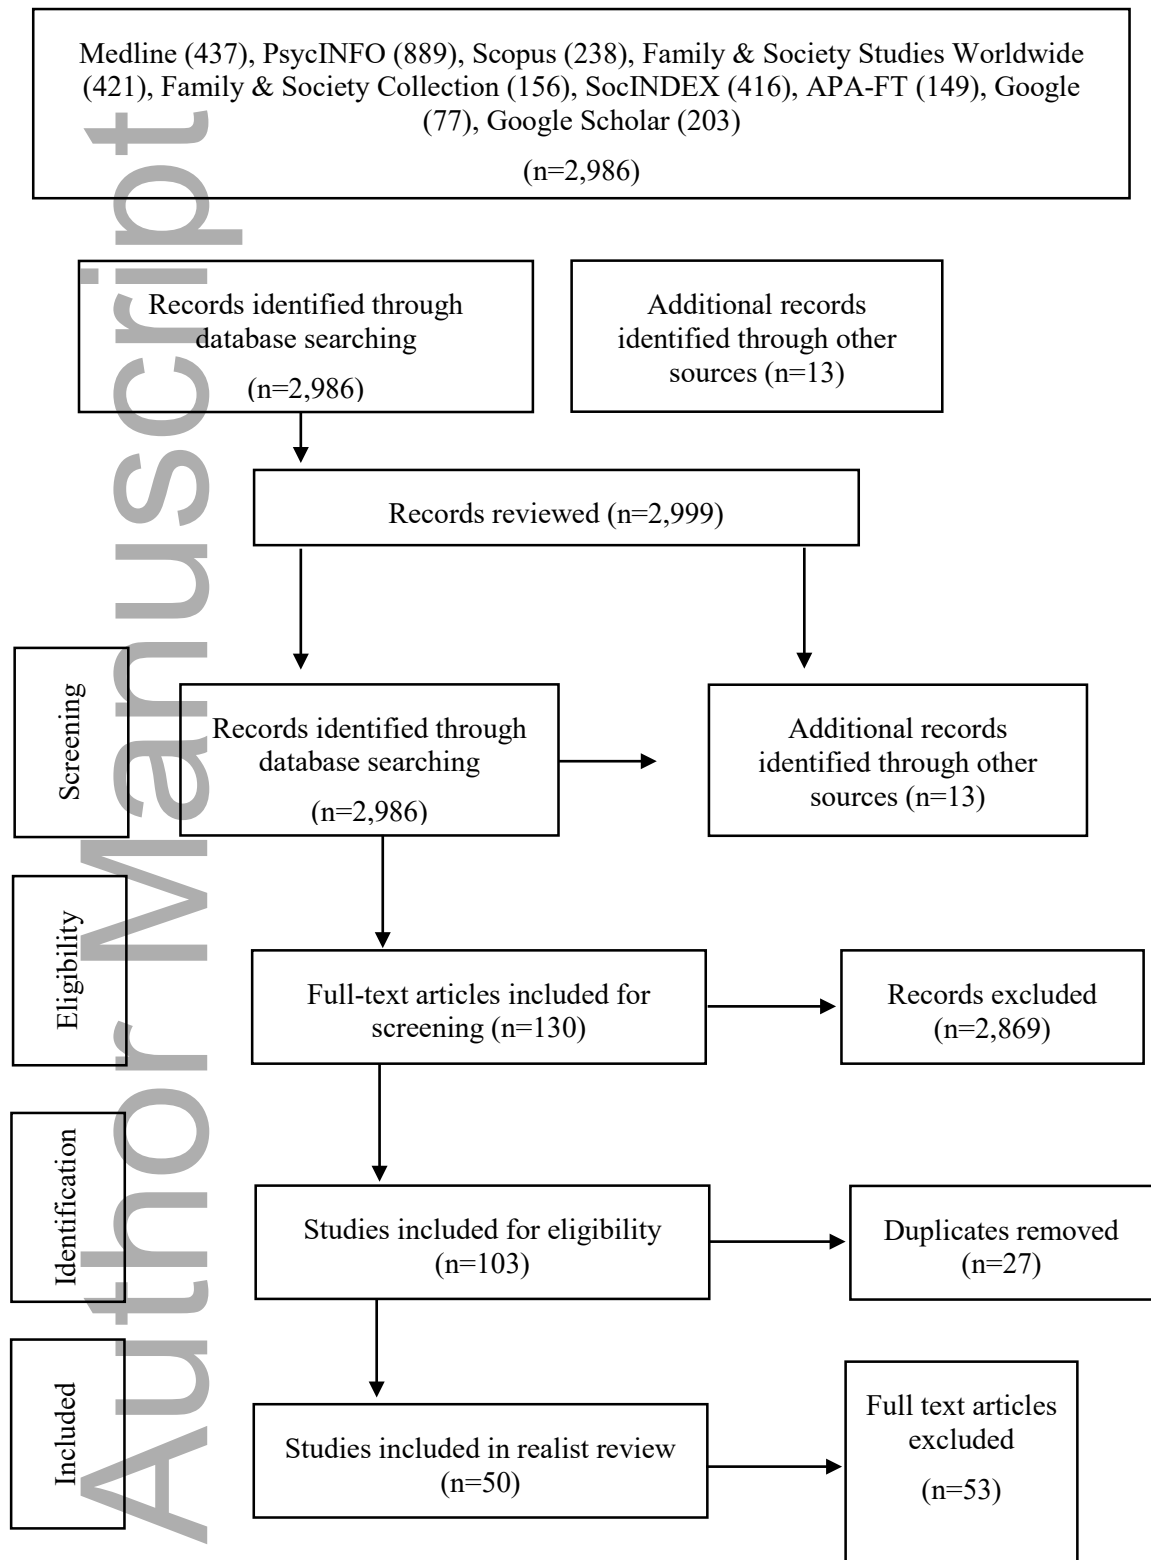 Medline (437), PsycINFO (889), Scopus (238), Family & Society Studies Worldwide
(421), Family & Society Collection (156), SocINDEX (416), APA-FT (149), Google
(77), Google Scholar (203)
(n=2,986)
Records identified through
database searching
(n=2,986)
Additional records
identified through other
sources (n=13)
Records reviewed (n=2,999)
Screening
Records identified through
database searching
(n=2,986)
Additional records
identified through other
sources (n=13)
Eligibility
Full-text articles included for
screening (n=130)
Records excluded
(n=2,869)
Identification
Studies included for eligibility
(n=103)
Duplicates removed
(n=27)
Included
Studies included in realist review
(n=50)
Full text articles
excluded
(n=53)
Author Manuscript